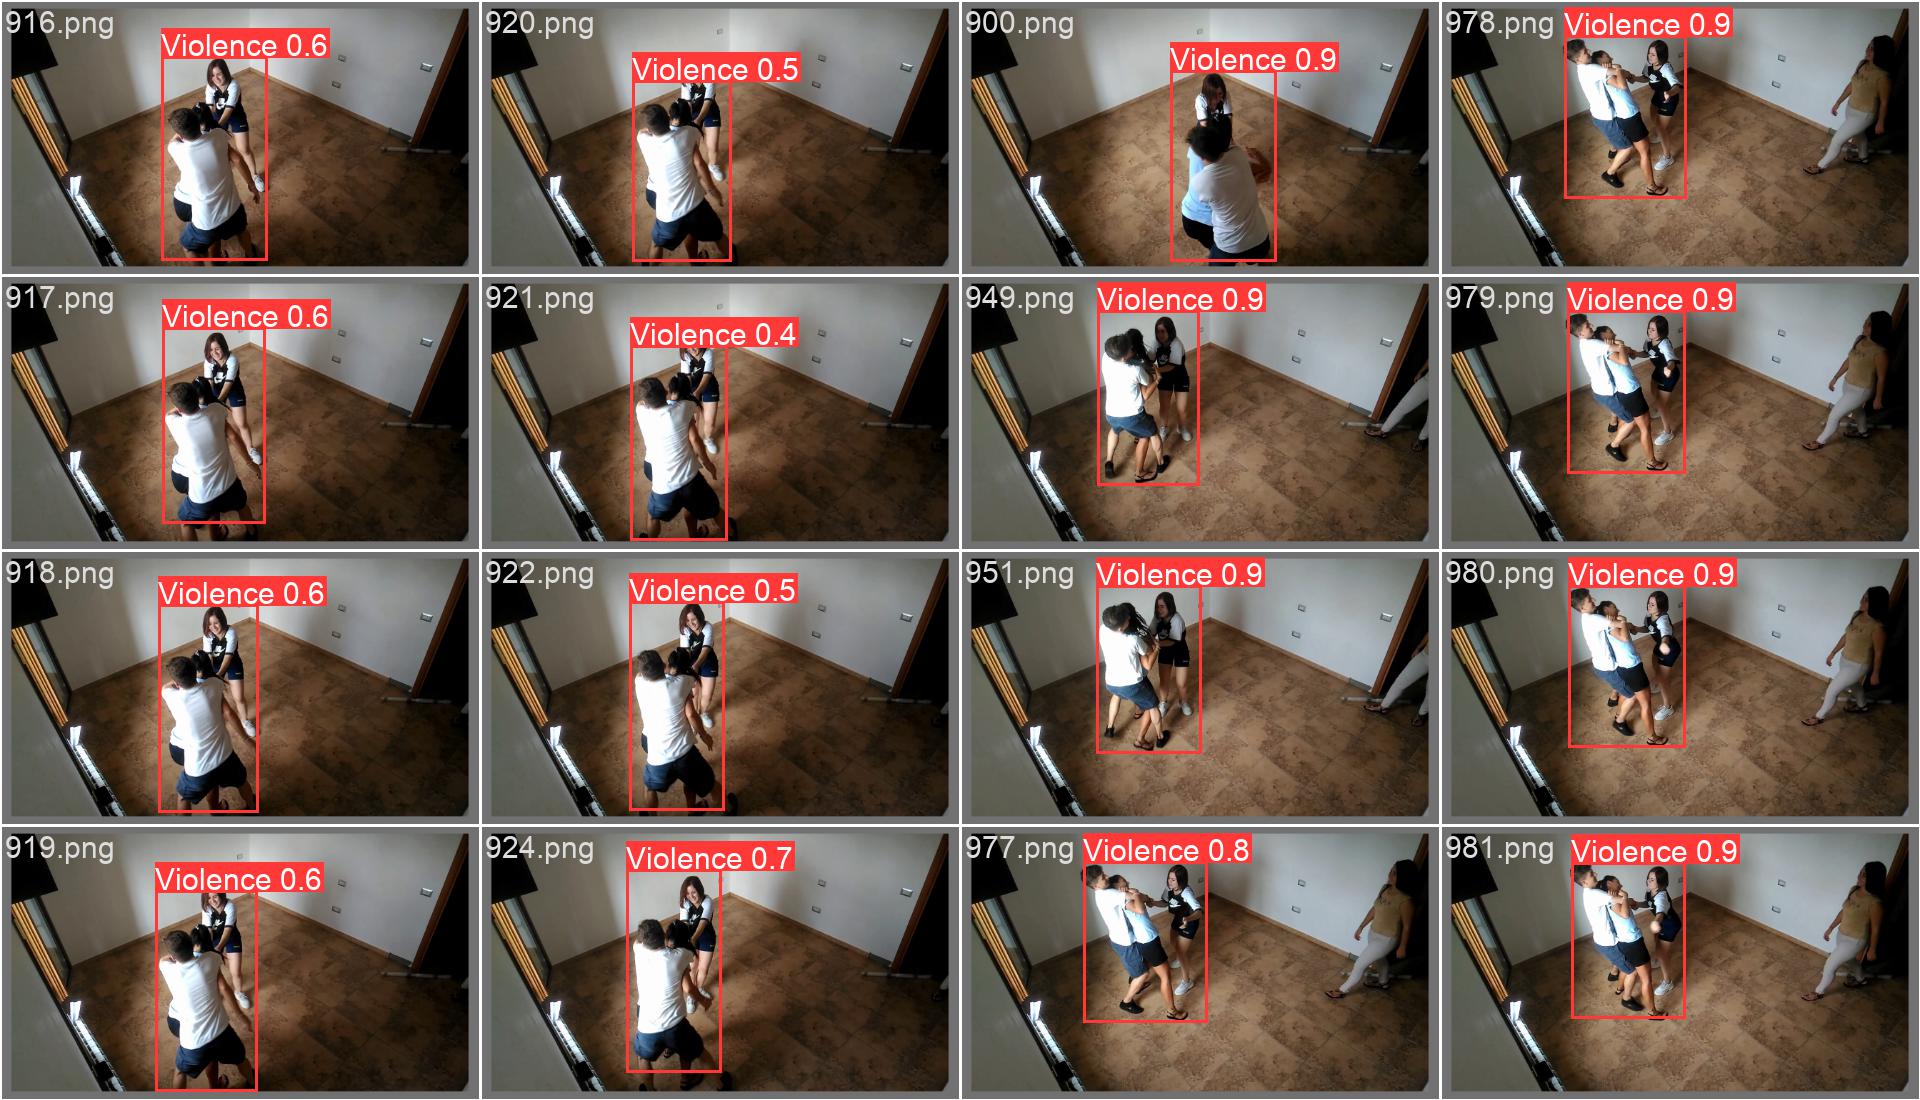 916.png
Violence 0.6
920.png
Violence 0.5
900.png
Violence 0.9
978.png
Violence 0.9
917.png
Violence 0.6
921.png
Violence 0.4
949.png
Violence 0.9
979.png
Violence 0.9
918.png
Violence 0.6
922.png
Violence 0.5
951.png
Violence 0.9
980.png
Violence 0.9
919.png
Violence 0.6
924.png
Violence 0.7
977.png
Violence 0.8
981.png
Violence 0.9